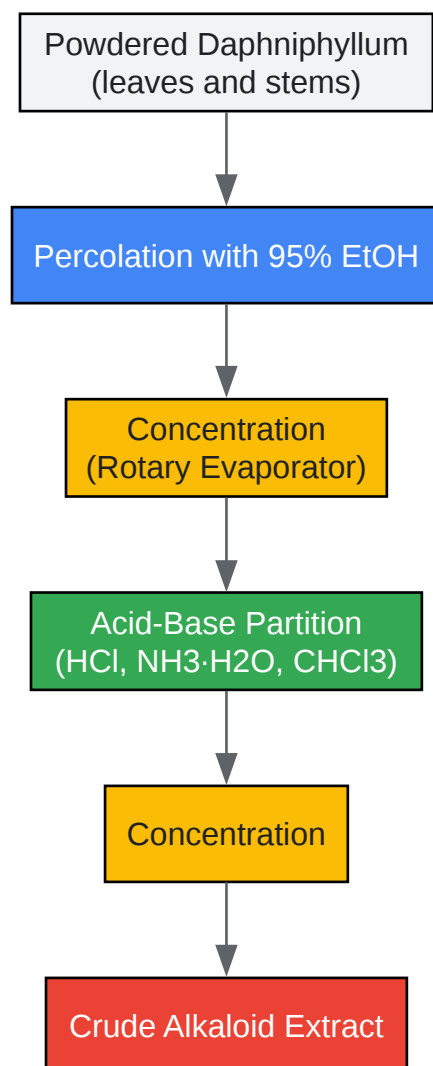 Powdered Daphniphyllum
(leaves and stems)
Percolation with 95% EtOH
Concentration
(Rotary Evaporator)
Acid-Base Partition
(HCl, NH3·H2O, CHCl3)
Concentration
Crude Alkaloid Extract